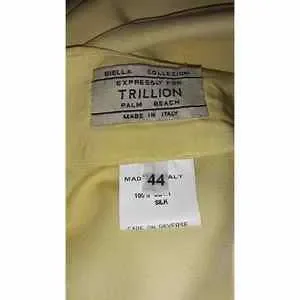 BIELLA COLLEZIONI
EXPRESSLY FOR
TRILLION
PALM BEACH
MADE IN ITALY
44
SILK
CARE ON REVERSE